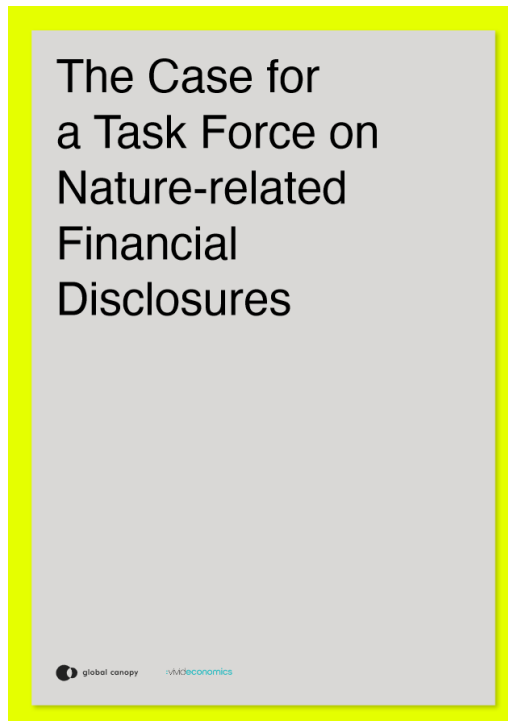 The Case for
a Task Force on
Nature-related
Financial
Disclosures
global canopy
:vivideconomics